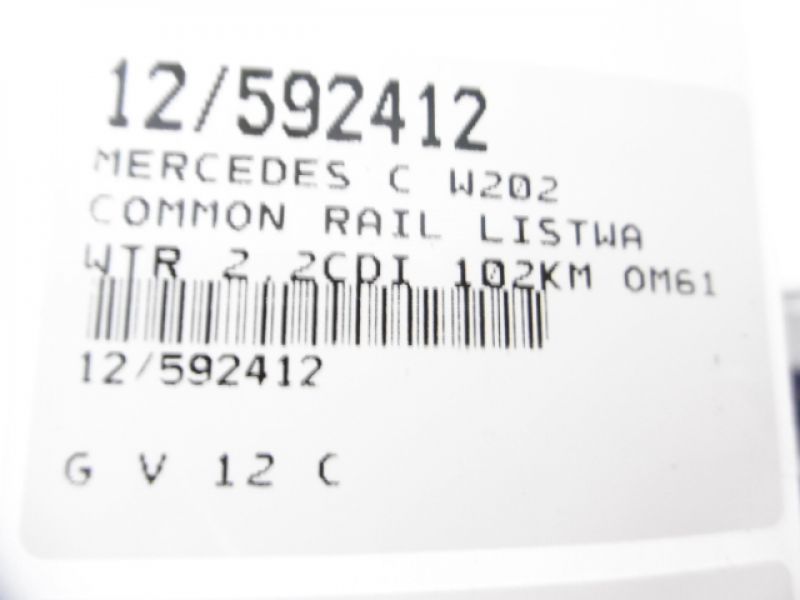 12/592412
MERCEDES C W202
COMMON RAIL LISTWA
WTR 2.2CDI 102KM OM61
12/592412
G V 12 C